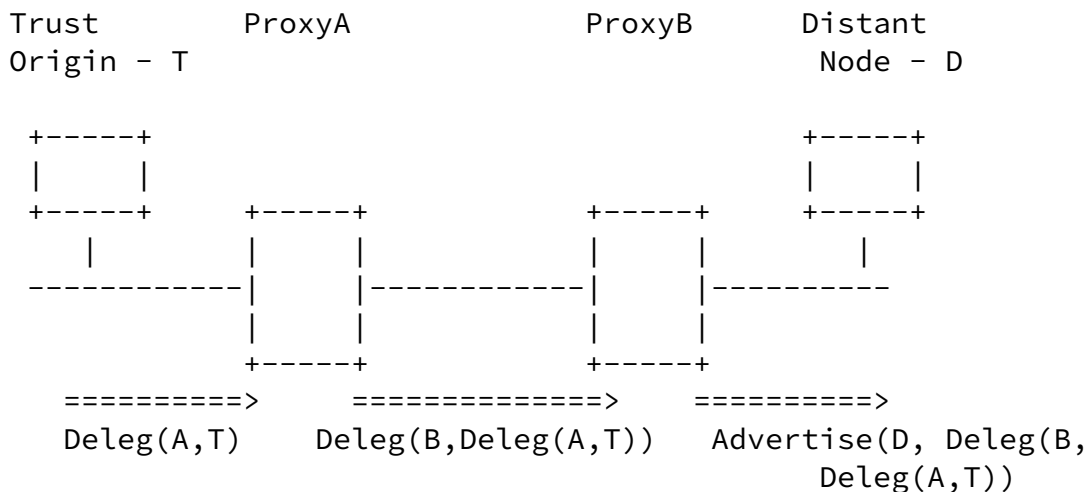 Trust ProxyA ProxyB Distant
Origin - T Node - D
Deleg(A,T) Deleg(B,Deleg(A,T)) Advertise(D, Deleg(B,
Deleg(A,T))